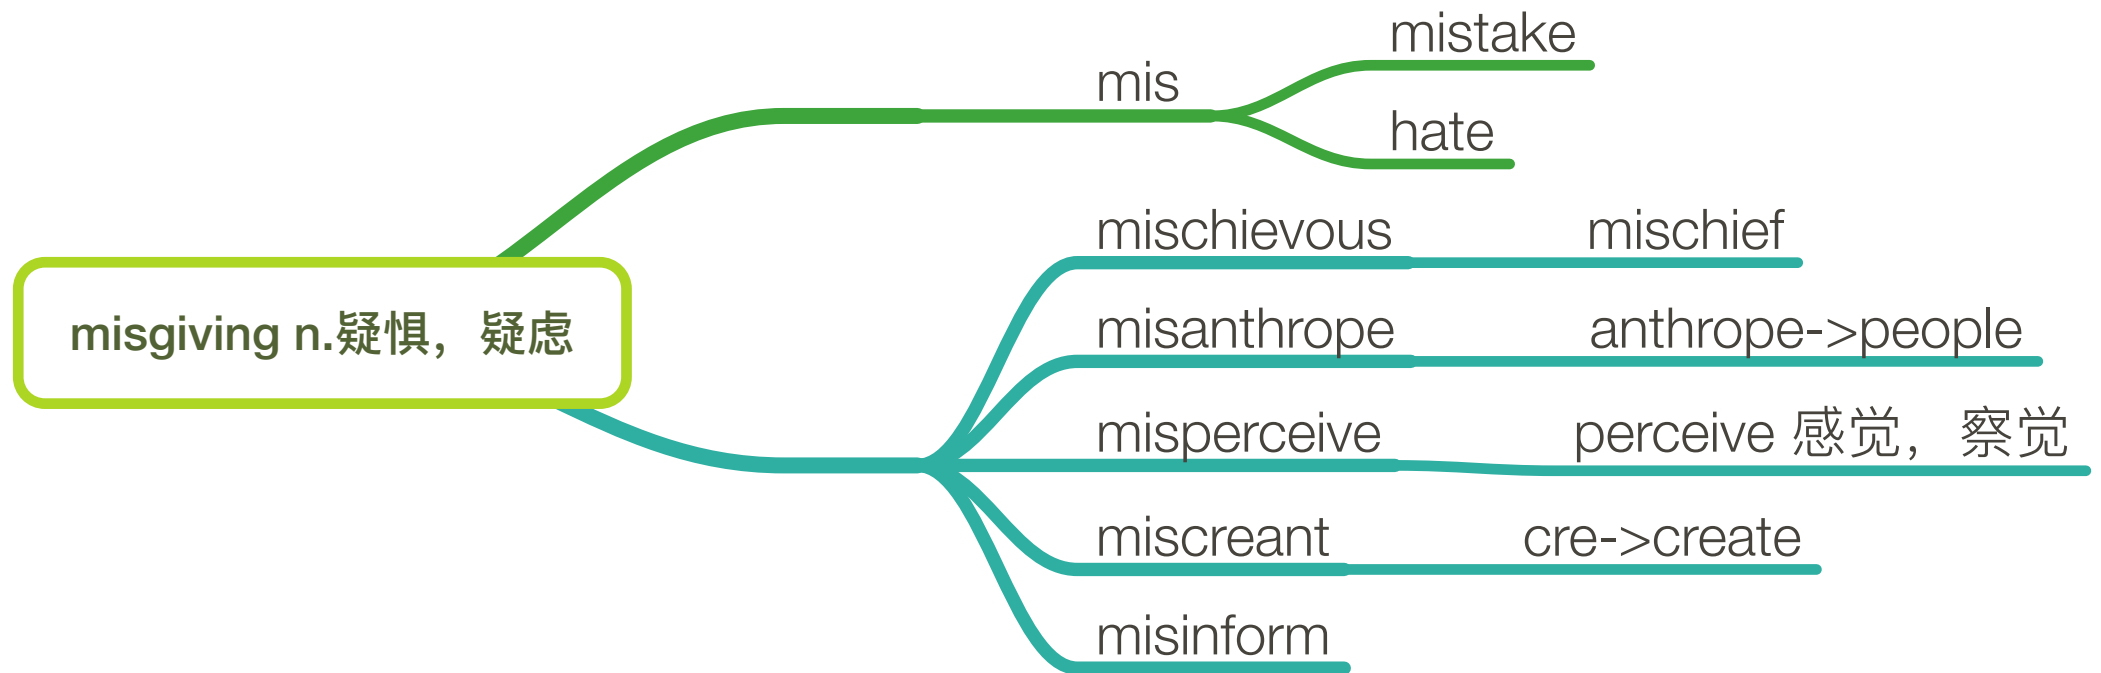 mistake
mis
hate
mischievous mischief
misgiving n.疑惧，疑虑
misanthrope anthrope->people
misperceive perceive 感觉，察觉
miscreant cre->create
misinform